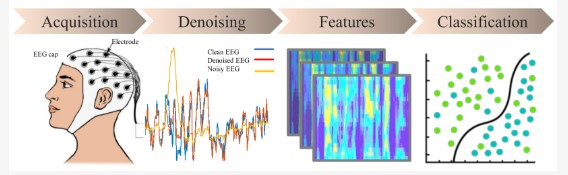 Acquisition
Denoising
Features
Classification
EEG cap
Electrode
Clean EEG
Denoised EEG
Noisy EEG